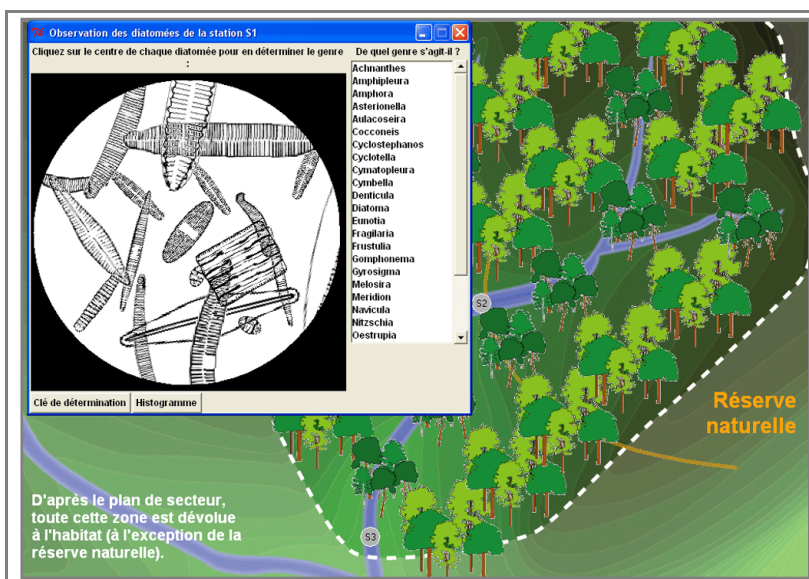 Observation des diatomées de la station S1
Cliquez sur le centre de chaque diatomée pour en déterminer le genre
:
De quel genre s'agit-il ?
Achnanthes
Amphipleura
Amphora
Asterionella
Aulacoseira
Cocconeis
Cyclostephanos
Cyclotella
Cymatopleura
Cymbella
Denticula
Diatoma
Eunotia
Fragilaria
Frustulia
Gomphonema
Gyrosigma
Melosira
Meridion
Navicula
Nitzschia
Oestrupia
Clé de détermination
Histogramme
S2
Réserve
naturelle
D'après le plan de secteur,
toute cette zone est dévolue
à l'habitat (à l'exception de la
réserve naturelle).
S3